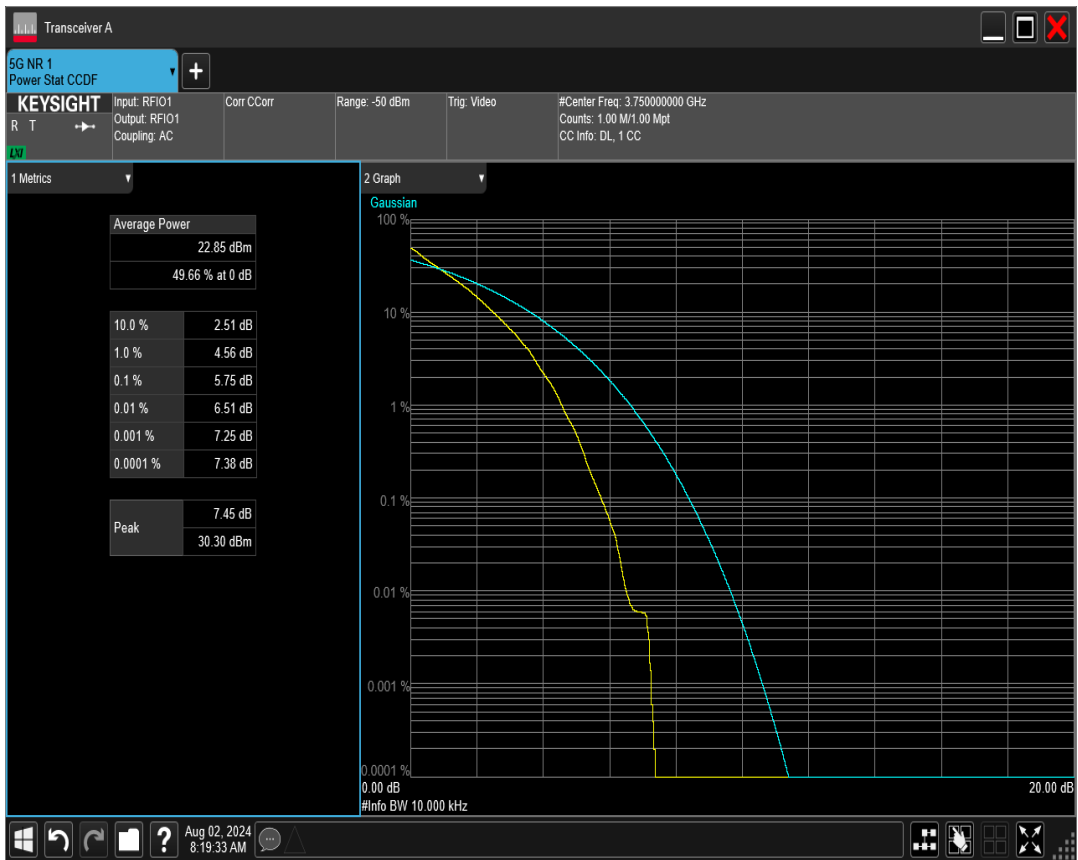 Transceiver A
5G NR 1
Power Stat CCDF
+
KEYSIGHT
R T
LXI
Input: RFIO1
Output: RFIO1
Coupling: AC
Corr CCorr
Range: -50 dBm
Trig: Video
#Center Freq: 3.750000000 GHz
Counts: 1.00 M/1.00 Mpt
CC Info: DL, 1 CC
1 Metrics
Average Power
22.85 dBm
49.66 % at 0 dB
10.0 % 2.51 dB
1.0 % 4.56 dB
0.1 % 5.75 dB
0.01 % 6.51 dB
0.001 % 7.25 dB
0.0001 % 7.38 dB
Peak
7.45 dB
30.30 dBm
2 Graph
Gaussian
100 %
10 %
1 %
0.1 %
0.01 %
0.001 %
0.0001 %
0.00 dB 20.00 dB
#Info BW 10.000 kHz
?
Aug 02, 2024
8:19:33 AM